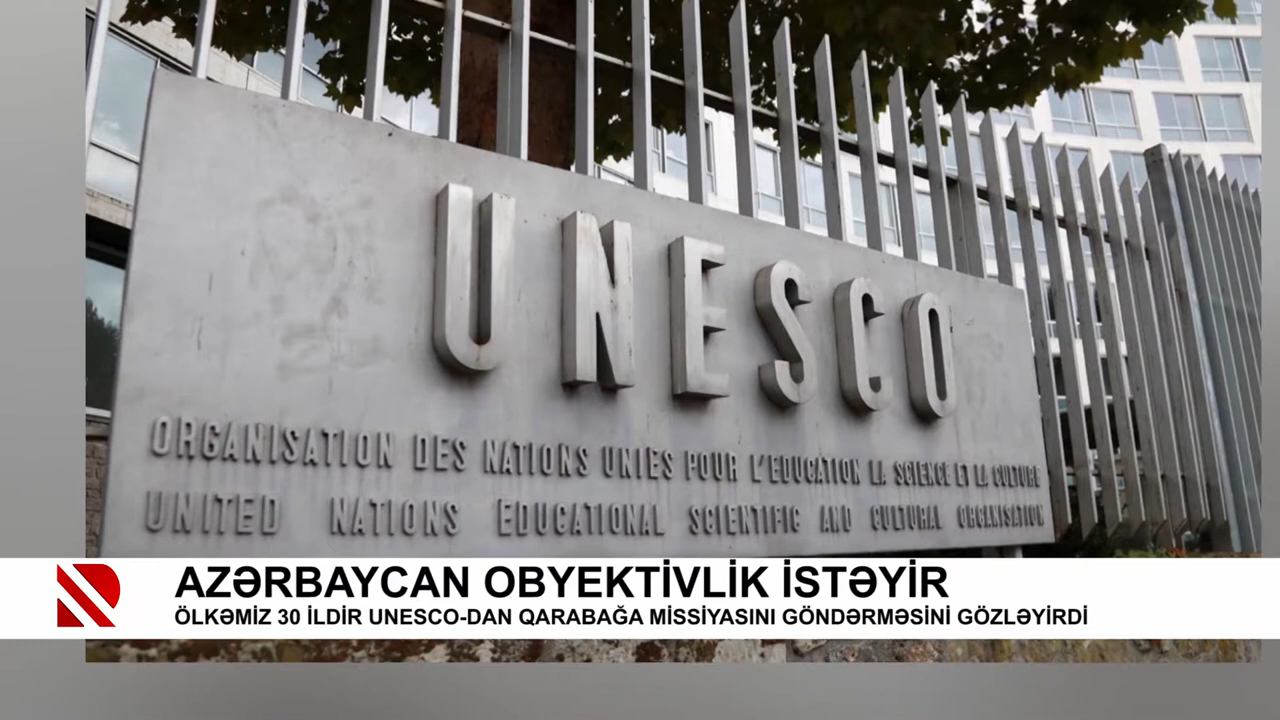 UNESCO
ORGANISATION DES NATIONS UNIES POUR L'EDUCATION LA SCIENCE ET LA CULTURE
UNITED NATIONS EDUCATIONAL SCIENTIFIC AND CULTURAL ORGANISATION
AZƏRBAYCAN OBYEKTİVLİK İSTƏYİR
ÖLKƏMİZ 30 İLDİR UNESCO-DAN QARABAĞA MİSSİYASINI GÖNDƏRMƏSİNİ GÖZLƏYİRDİ